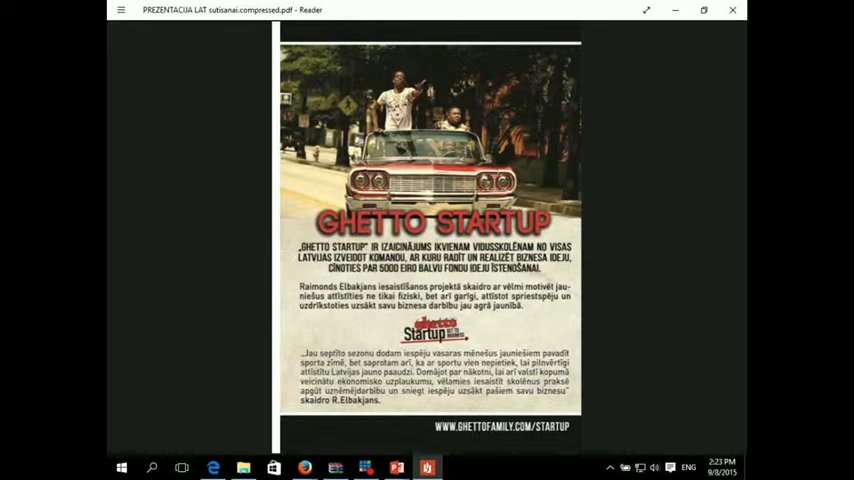 PREZENTACIJA LAT sutisanai.compressed.pdf - Reader
GHETTO STARTUP
„GHETTO STARTUP" IR IZAICINĀJUMS IKVIENAM VIDUSSKOLĒNAM NO VISAS
LATVIJAS IZVEIDOT KOMANDU, AR KURU RADĪT UN REALIZĒT BIZNESA IDEJU,
CĪNOTIES PAR 5000 EIRO BALVU FONDU IDEJU ĪSTENOŠANAI.
Raimonds Elbakjans iesaistīšanos projektā skaidro ar vēlmi motivēt jau-
niešus attīstīties ne tikai fiziski, bet arī garīgi, attīstot spriestspēju un
uzdrīkstoties uzsākt savu biznesa darbību jau agrā jaunībā.
ghetto
Startup
„Jau septīto sezonu dodam iespēju vasaras mēnešus jauniešiem pavadīt
sporta zīmē, bet saprotam arī, ka ar sportu vien nepietiek, lai pilnvērtīgi
attīstītu Latvijas jauno paaudzi. Domājot par nākotni, lai arī valstī kopumā
veicinātu ekonomisko uzplaukumu, vēlamies iesaistīt skolēnus praksē
apgūt uzņēmējdarbību un sniegt iespēju uzsākt pašiem savu biznesu"
skaidro R.Elbakjans.
WWW.GHETTOFAMILY.COM/STARTUP
ENG
2:23 PM
9/8/2015